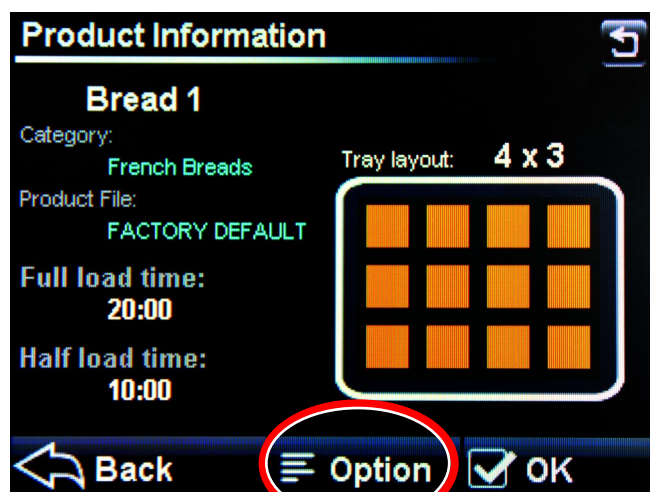 Product Information
Bread 1
Category:
French Breads
Product File:
FACTORY DEFAULT
Full load time:
20:00
Half load time:
10:00
Tray layout: 4 x 3
Back
Option
OK